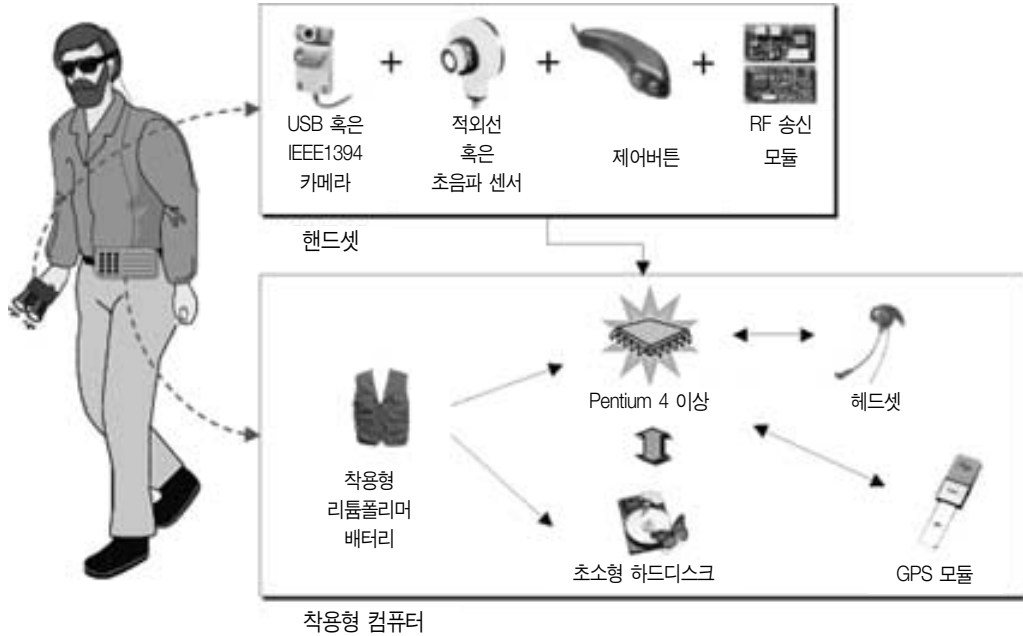 USB 혹은
IEEE1394
카메라
적외선
혹은
초음파 센서
제어버튼
RF 송신
모듈
핸드셋
Pentium 4 이상
헤드셋
착용형
리튬폴리머
배터리
초소형 하드디스크
GPS 모듈
착용형 컴퓨터